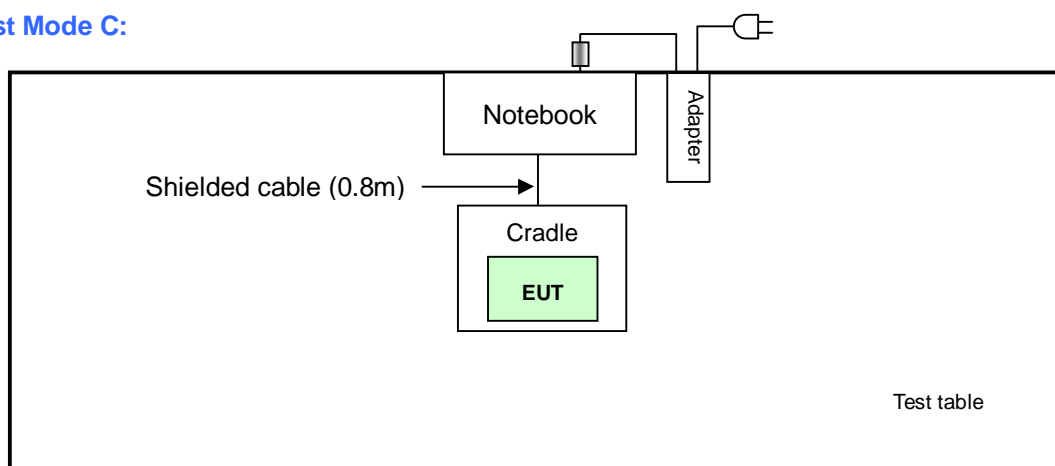 st Mode C:
Notebook
Adapter
Shielded cable (0.8m)
Cradle
EUT
Test table